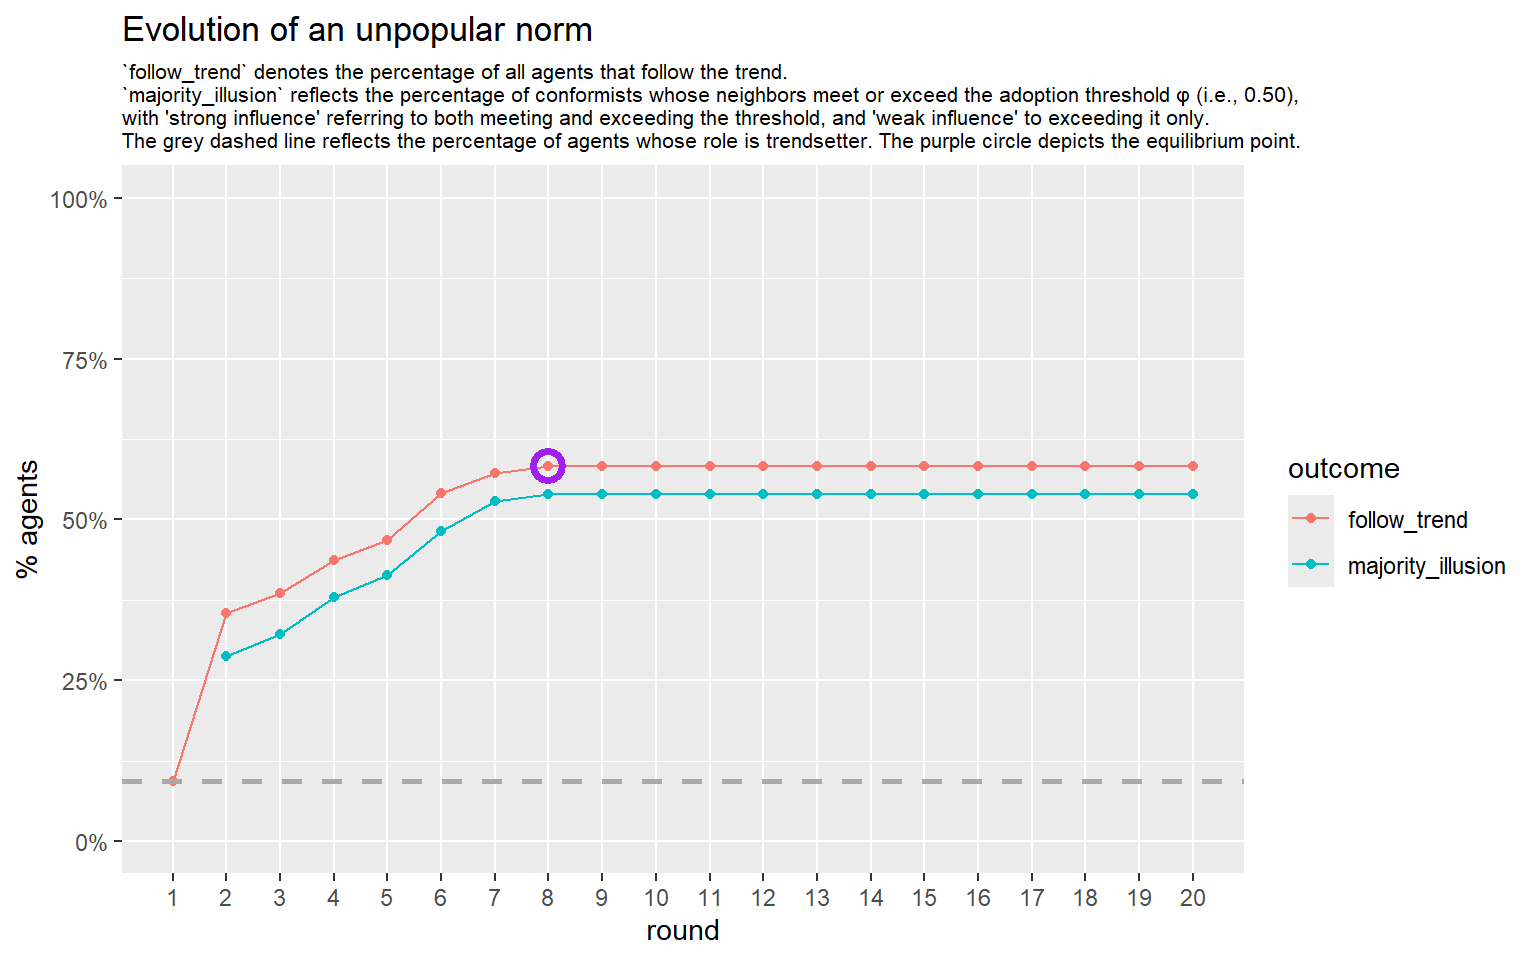 Evolution of an unpopular norm
`follow_trend` denotes the percentage of all agents that follow the trend.
`majority_illusion` reflects the percentage of conformists whose neighbors meet or exceed the adoption threshold φ (i.e., 0.50),
with 'strong influence' referring to both meeting and exceeding the threshold, and 'weak influence' to exceeding it only.
The grey dashed line reflects the percentage of agents whose role is trendsetter. The purple circle depicts the equilibrium point.
100%
75%
50%
25%
0%
% agents
1 2 3 4 5 6 7 8 9 10 11 12 13 14 15 16 17 18 19 20
round
outcome
follow_trend
majority_illusion